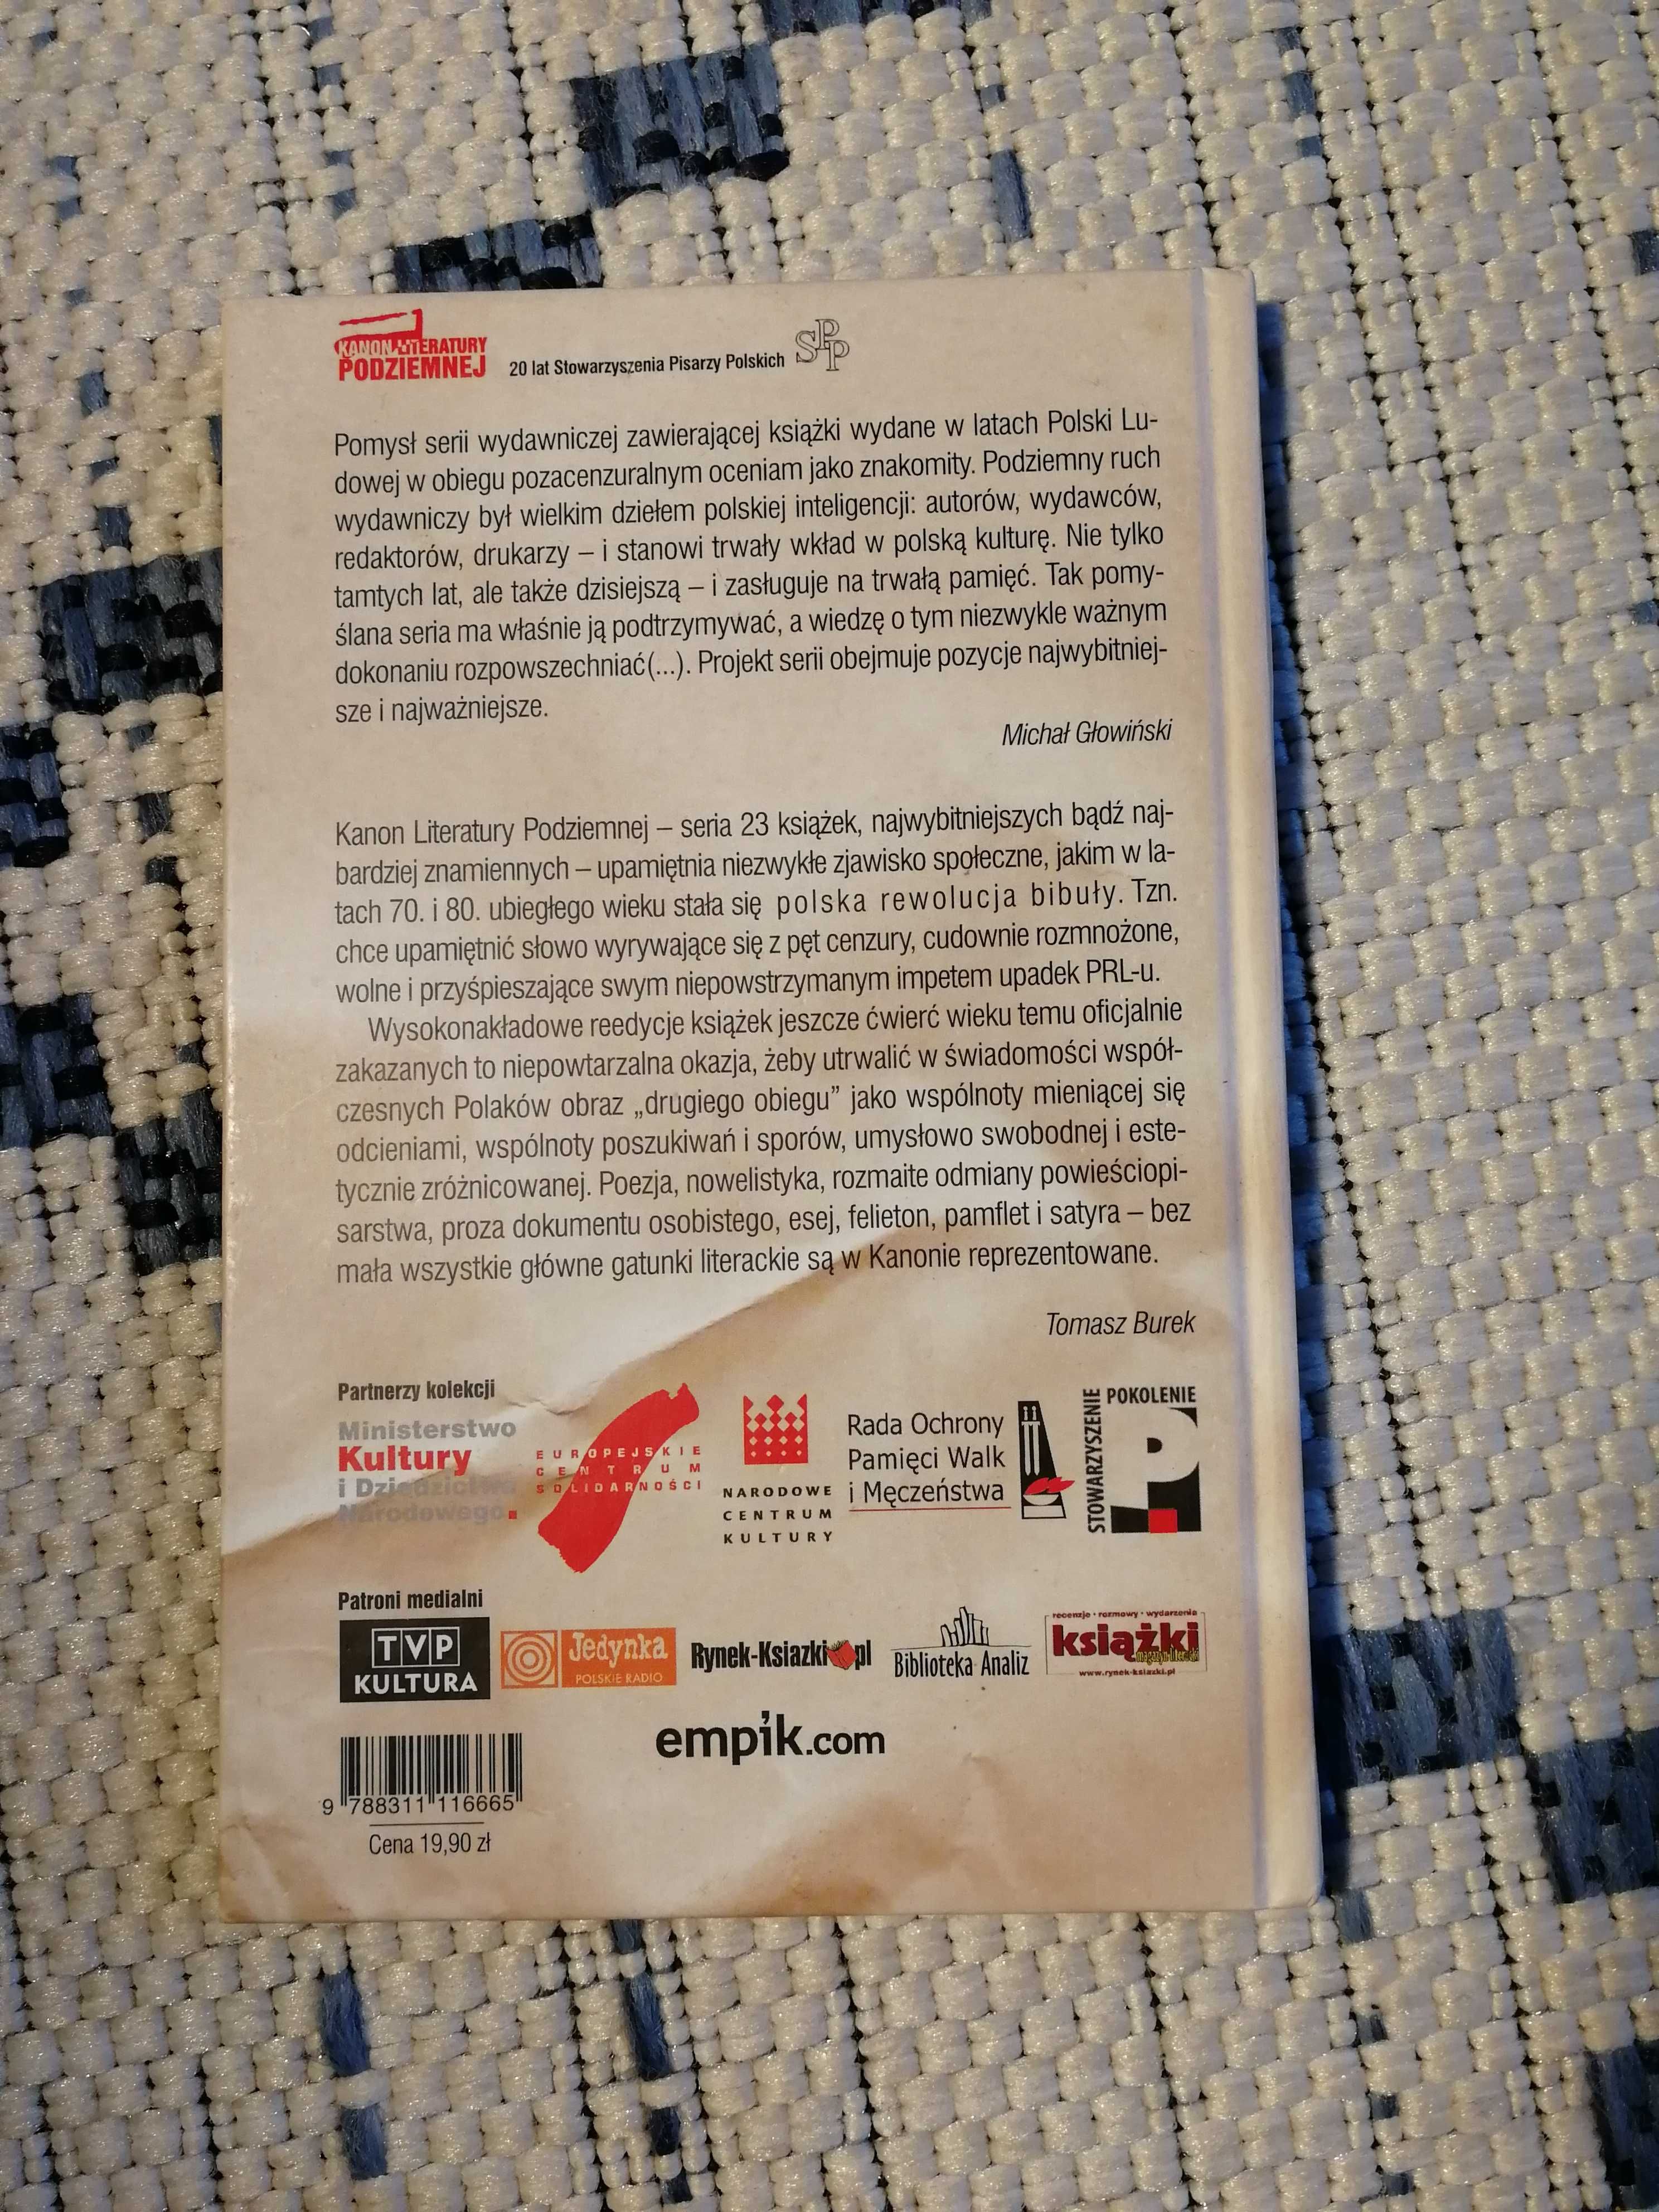 KANON LITERATURY
PODZIEMNEJ
20 lat Stowarzyszenia Pisarzy Polskich
SPP
Pomysł serii wydawniczej zawierającej książki wydane w latach Polski Lu-
dowej w obiegu pozacenzuralnym oceniam jako znakomity. Podziemny ruch
wydawniczy był wielkim dziełem polskiej inteligencji: autorów, wydawców,
redaktorów, drukarzy – i stanowi trwały wkład w polską kulturę. Nie tylko
tamtych lat, ale także dzisiejszą – i zasługuje na trwałą pamięć. Tak pomy-
ślana seria ma właśnie ją podtrzymywać, a wiedzę o tym niezwykle ważnym
dokonaniu rozpowszechniać(...). Projekt serii obejmuje pozycje najwybitniej-
sze i najważniejsze.
Michał Głowiński
Kanon Literatury Podziemnej – seria 23 książek, najwybitniejszych bądź naj-
bardziej znamiennych – upamiętnia niezwykłe zjawisko społeczne, jakim w la-
tach 70. i 80. ubiegłego wieku stała się polska rewolucja bibuły. Tzn.
chce upamiętnić słowo wyrywające się z pęt cenzury, cudownie rozmnożone,
wolne i przyśpieszające swym niepowstrzymanym impetem upadek PRL-u.
Wysokonakładowe reedycje książek jeszcze ćwierć wieku temu oficjalnie
zakazanych to niepowtarzalna okazja, żeby utrwalić w świadomości współ-
czesnych Polaków obraz „drugiego obiegu” jako wspólnoty mieniącej się
odcieniami, wspólnoty poszukiwań i sporów, umysłowo swobodnej i este-
tycznie zróżnicowanej. Poezja, nowelistyka, rozmaite odmiany powieściopi-
sarstwa, proza dokumentu osobistego, esej, felieton, pamflet i satyra – bez
mała wszystkie główne gatunki literackie są w Kanonie reprezentowane.
Tomasz Burek
Partnerzy kolekcji
Ministerstwo
Kultury
i Dziedzictwa
Narodowego.
EUROPEJSKIE
CENTRUM
SOLIDARNOŚCI
NARODOWE
CENTRUM
KULTURY
Rada Ochrony
Pamięci Walk
i Męczeństwa
STOWARZYSZENIE
POKOLENIE
P
Patroni medialni
TVP
KULTURA
Jedynka
POLSKIE RADIO
Rynek-Ksiazki.pl
Biblioteka Analiz
recenzje • rozmowy • wydarzenia
książki
magazyn literacki
www.rynek-ksiazki.pl
empik.com
9 788311 116665
Cena 19,90 zł